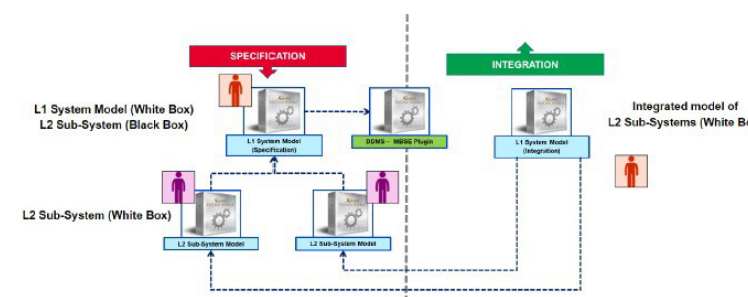 SPECIFICATION
INTEGRATION
L1 System Model (White Box)
L2 Sub-System (Black Box)
Integrated model of
L2 Sub-Systems (White Bo
L1 System Model
(Specification)
DDMS – MBSE Plugin
L1 System Model
(Integration)
L2 Sub-System (White Box)
L2 Sub-System Model
L2 Sub-System Model